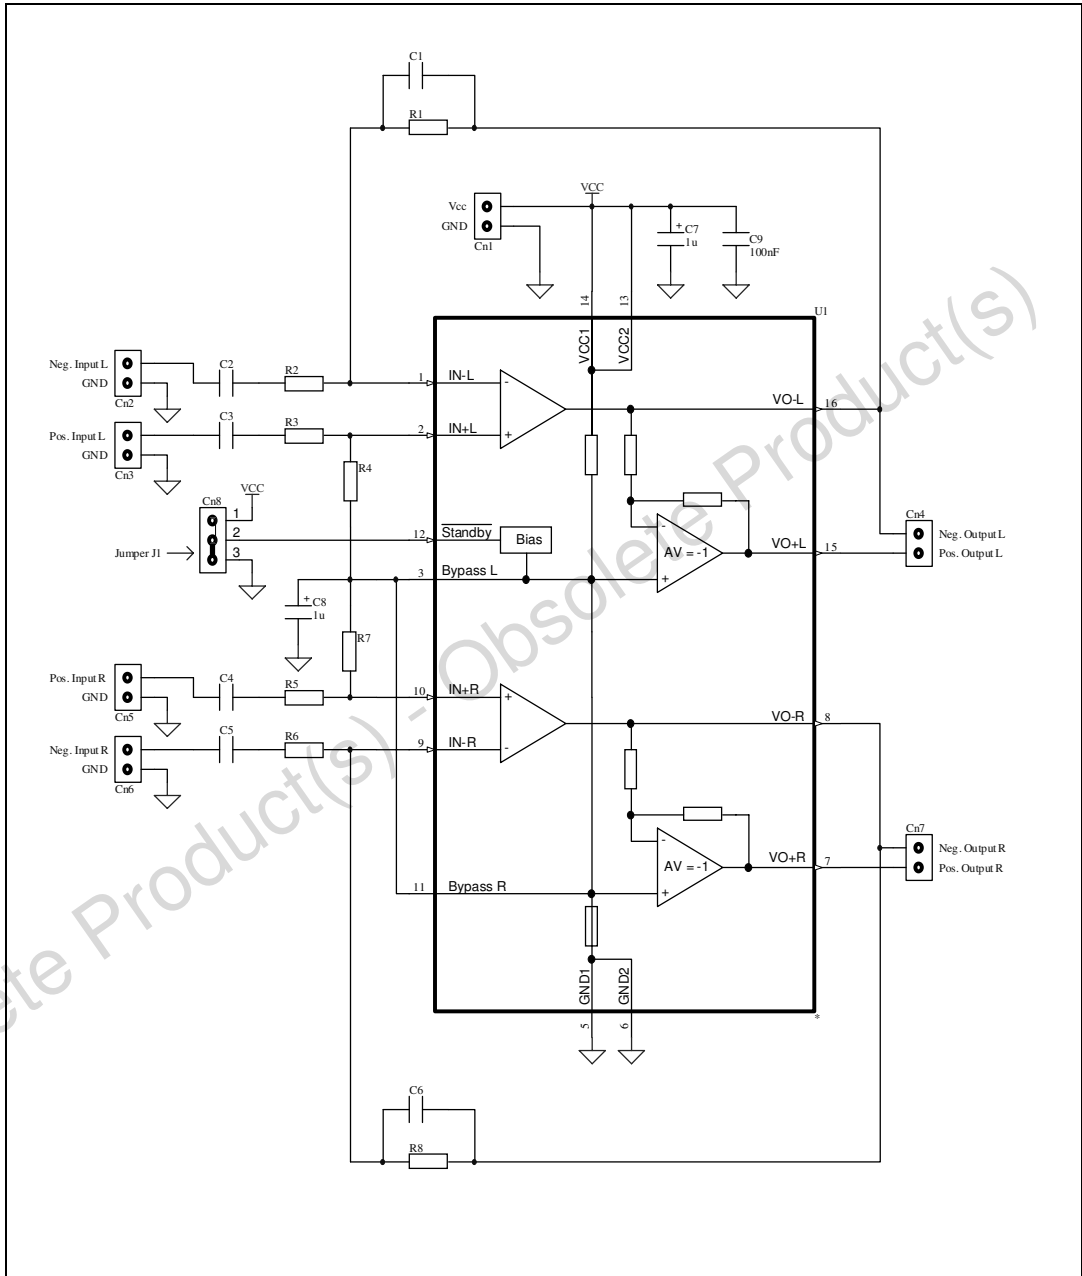 C1
R1
VCC
Vcc
GND
Cn1
+
C7
1u
C9
100nF
14
13
U1
VCC1
VCC2
Neg. Input L
GND
Cn2
C2
R2
1
IN-L
-
VO-L
16
Pos. Input L
GND
Cn3
C3
R3
2
IN+L
+
R4
Cn8
VCC
1
2
3
Jumper J1
12
Standby
Bias
-
AV = -1
+
VO+L
15
Cn4
Neg. Output L
Pos. Output L
3
Bypass L
+
C8
1u
R7
Pos. Input R
GND
Cn5
C4
R5
10
IN+R
+
VO-R
8
Neg. Input R
GND
Cn6
C5
R6
9
IN-R
-
-
AV = -1
+
VO+R
7
Cn7
Neg. Output R
Pos. Output R
11
Bypass R
GND1
GND2
5
6
*
C6
R8
ete Product(s) - Obsolete Product(s)